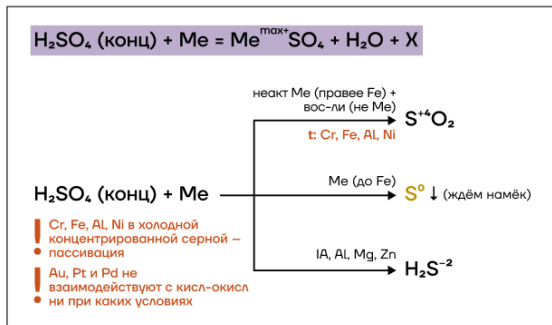 H₂SO₄ (конц) + Me = Me^max+ SO₄ + H₂O + X
неакт Me (правее Fe) +
вос-ли (не Me)
S⁺⁴O₂
t: Cr, Fe, Al, Ni
H₂SO₄ (конц) + Me
Me (до Fe)
S⁰ ↓ (ждём намёк)
IA, Al, Mg, Zn
H₂S⁻²
! Cr, Fe, Al, Ni в холодной
концентрированной серной –
пассивация
! Au, Pt и Pd не
взаимодействуют с кисл-окисл
ни при каких условиях